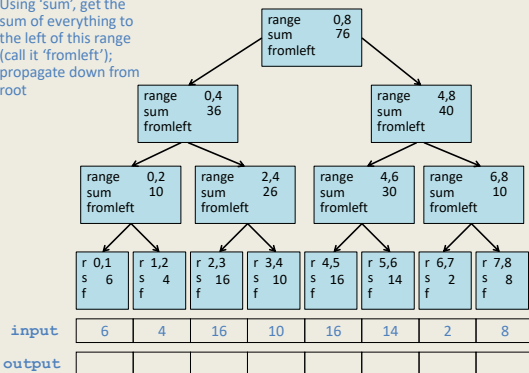 Using 'sum', get the
sum of everything to
the left of this range
(call it 'fromleft');
propagate down from
root
range 0,8
sum 76
fromleft
range 0,4
sum 36
fromleft
range 4,8
sum 40
fromleft
range 0,2
sum 10
fromleft
range 2,4
sum 26
fromleft
range 4,6
sum 30
fromleft
range 6,8
sum 10
fromleft
r 0,1
s 6
f
r 1,2
s 4
f
r 2,3
s 16
f
r 3,4
s 10
f
r 4,5
s 16
f
r 5,6
s 14
f
r 6,7
s 2
f
r 7,8
s 8
f
input 6 4 16 10 16 14 2 8
output